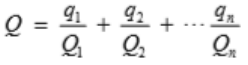 Q = q₁/Q₁ + q₂/Q₂ + ⋯ qₙ/Qₙ